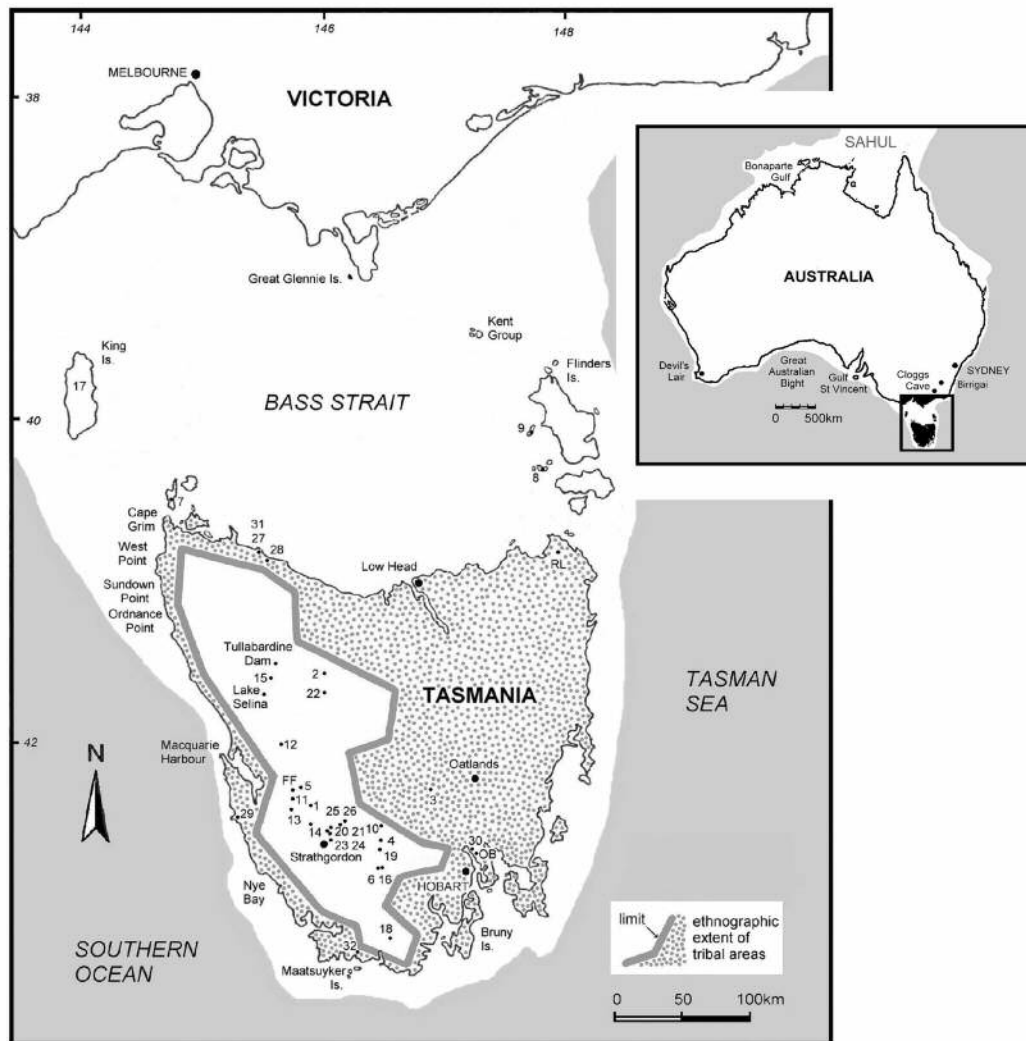 144
146
148
MELBOURNE
38
VICTORIA
SAHUL
Bonaparte
Gulf
AUSTRALIA
Great Glennie Is.
Kent
Group
King
Is.
Flinders
Is.
17
Devil's
Lair
Great
Australian
Bight
Gulf
St Vincent
Cloggs
Cave
SYDNEY
Birrigai
0 500km
BASS STRAIT
40
9
8
7
Cape
Grim
31
27
28
West
Point
Low Head
RL
Sundown
Point
Ordnance
Point
Tullabardine
Dam
2
15
22
Lake
Selina
TASMANIA
TASMAN
SEA
42
N
Macquarie
Harbour
12
Oatlands
FF
5
3
11
1
13
29
25 26
14
20 21
10
4
23 24
19
Strathgordon
30
OB
6 16
HOBART
Nye
Bay
18
Bruny
Is.
32
Maatsuyker
Is.
SOUTHERN
OCEAN
limit
ethnographic
extent of
tribal areas
0 50 100km